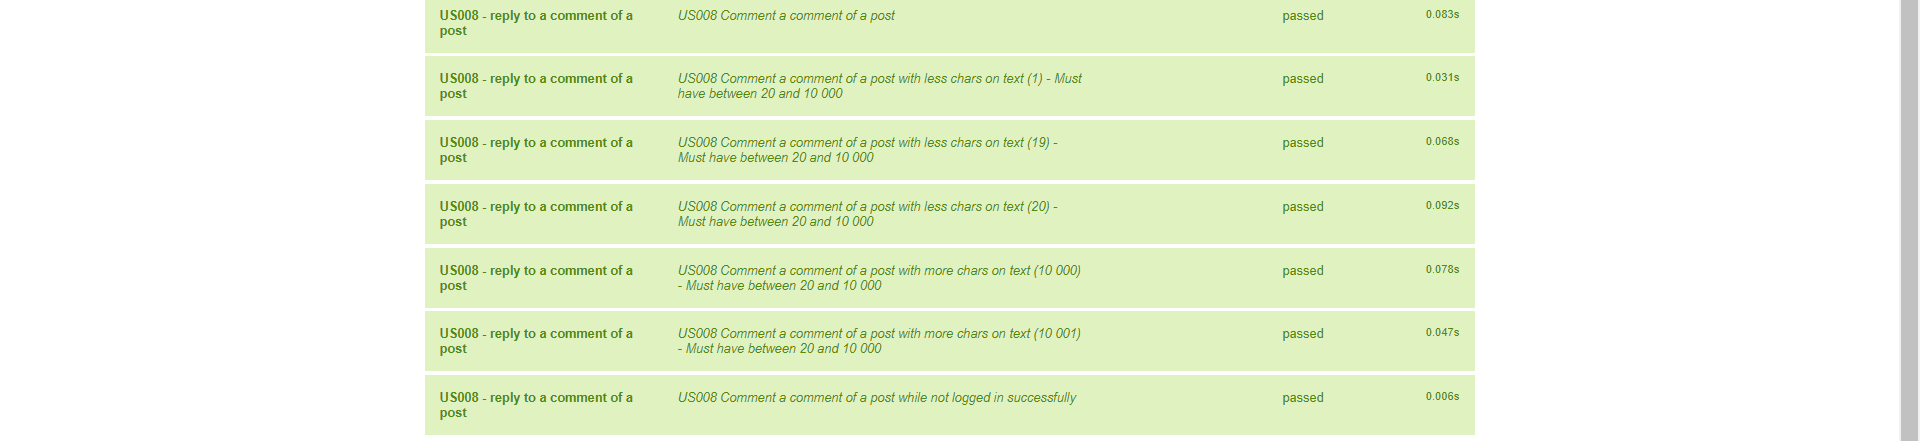 US008 - reply to a comment of a
post
US008 Comment a comment of a post
passed
0.083s
US008 - reply to a comment of a
post
US008 Comment a comment of a post with less chars on text (1) - Must
have between 20 and 10 000
passed
0.031s
US008 - reply to a comment of a
post
US008 Comment a comment of a post with less chars on text (19) -
Must have between 20 and 10 000
passed
0.068s
US008 - reply to a comment of a
post
US008 Comment a comment of a post with less chars on text (20) -
Must have between 20 and 10 000
passed
0.092s
US008 - reply to a comment of a
post
US008 Comment a comment of a post with more chars on text (10 000)
- Must have between 20 and 10 000
passed
0.078s
US008 - reply to a comment of a
post
US008 Comment a comment of a post with more chars on text (10 001)
- Must have between 20 and 10 000
passed
0.047s
US008 - reply to a comment of a
post
US008 Comment a comment of a post while not logged in successfully
passed
0.006s